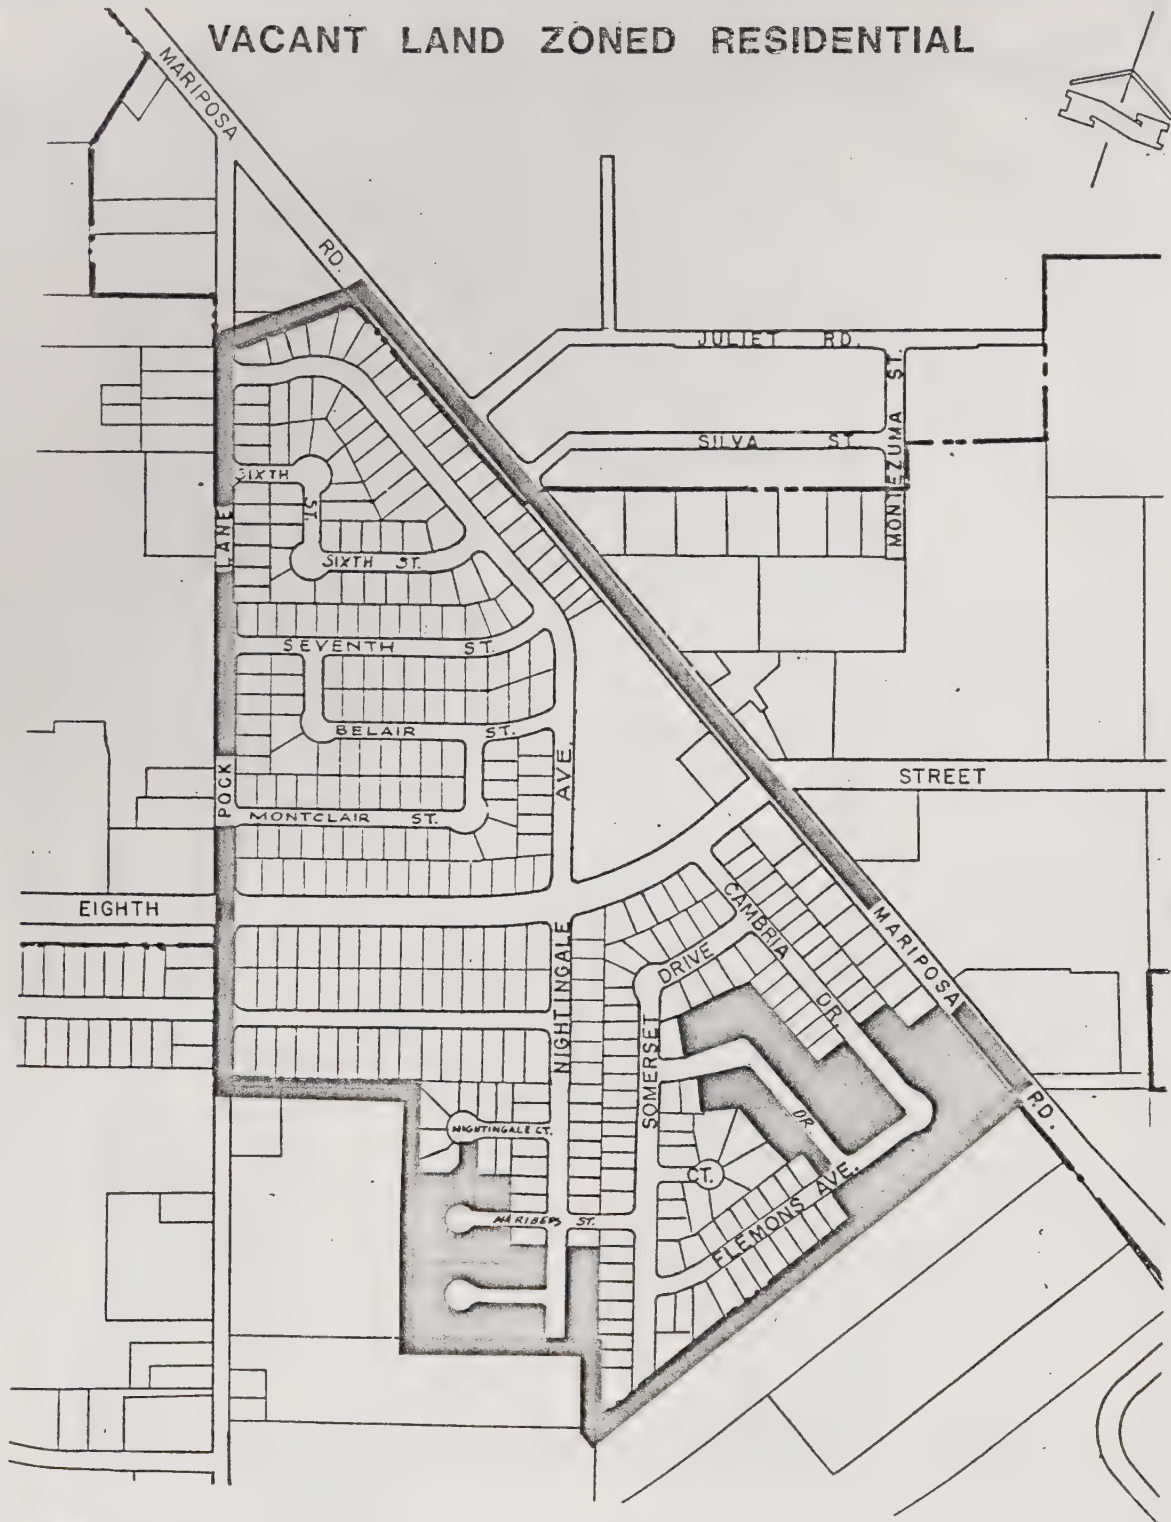 VACANT LAND ZONED RESIDENTIAL
MARIPOSA
RD.
JULIET RD.
SILVA ST.
MONTEZUMA ST.
SIXTH
ST.
LANE
SIXTH ST.
SEVENTH ST.
BELAIR ST.
AVE.
POCK
MONTCLAIR ST.
STREET
EIGHTH
NIGHTINGALE
DRIVE
CAMBRIA
DR.
MARIPOSA
RD.
SOMERSET
NIGHTINGALE CT.
DR.
CT.
ST.
FLEMONS AVE.